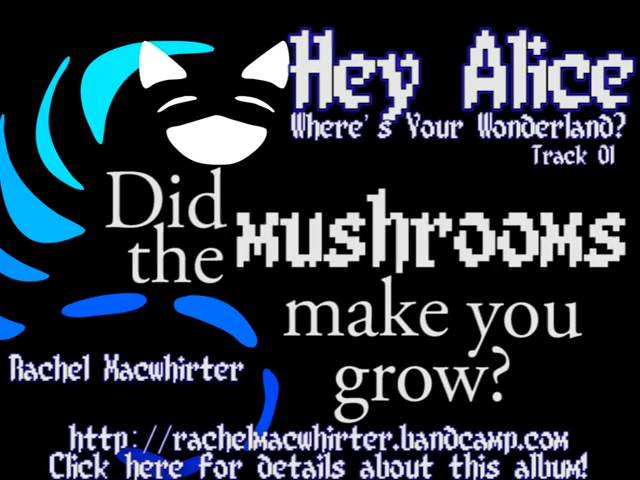 Hey Alice
Where's Your Wonderland?
Track 01
Did
the mushrooms
make you
grow?
Rachel Macwhirter
http://rachelmacwhirter.bandcamp.com
Click here for details about this album!